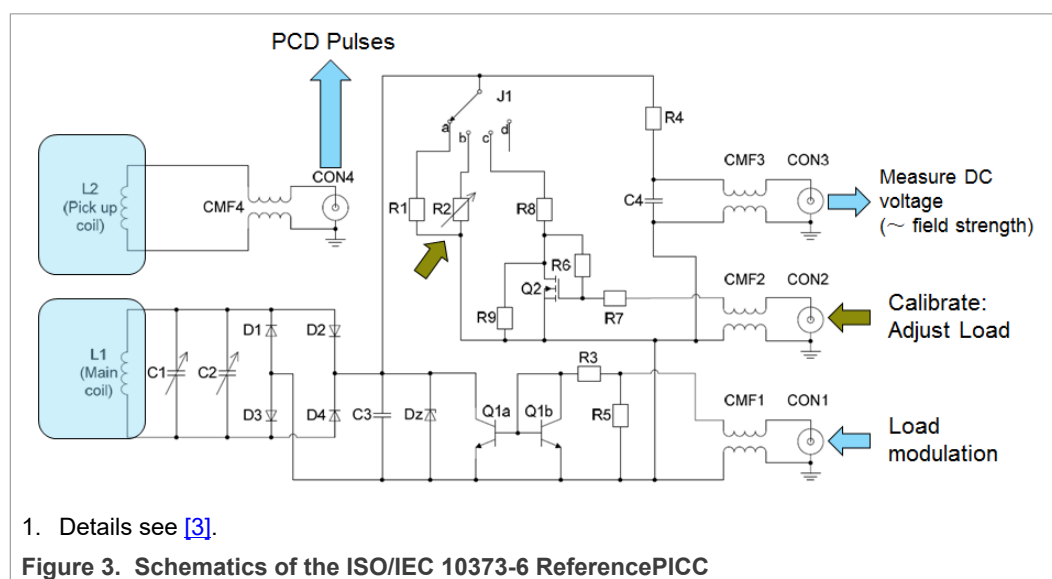 PCD Pulses
J1
a
b
c
d
R4
CMF3
CON3
Measure DC
voltage
(~ field strength)
L2
(Pick up
coil)
CMF4
CON4
R1
R2
R8
C4
R6
Q2
R7
R9
CMF2
CON2
Calibrate:
Adjust Load
L1
(Main
coil)
C1
C2
D1
D2
D3
D4
C3
Dz
Q1a
Q1b
R3
R5
CMF1
CON1
Load
modulation
1. Details see [3].
Figure 3. Schematics of the ISO/IEC 10373-6 ReferencePICC